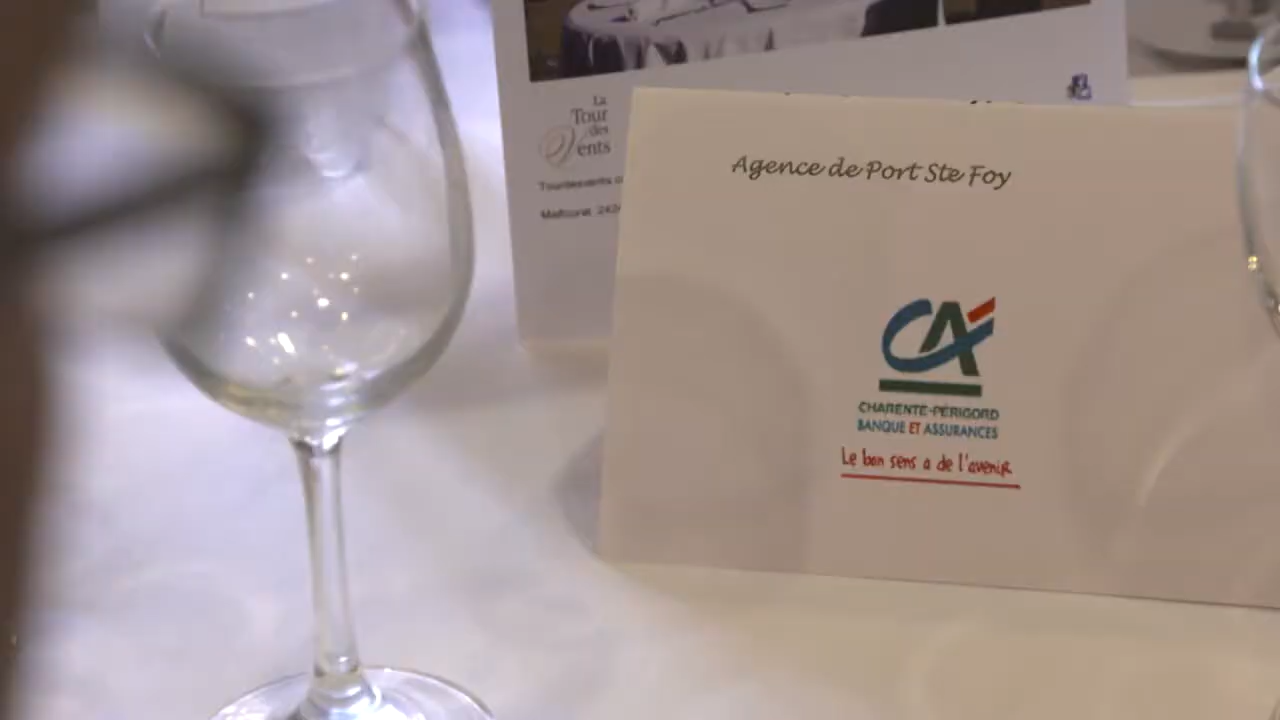 La
Tour
des
Vents
Agence de Port Ste Foy
CA
CHARENTE-PÉRIGORD
BANQUE ET ASSURANCES
Le bon sens a de l'avenir